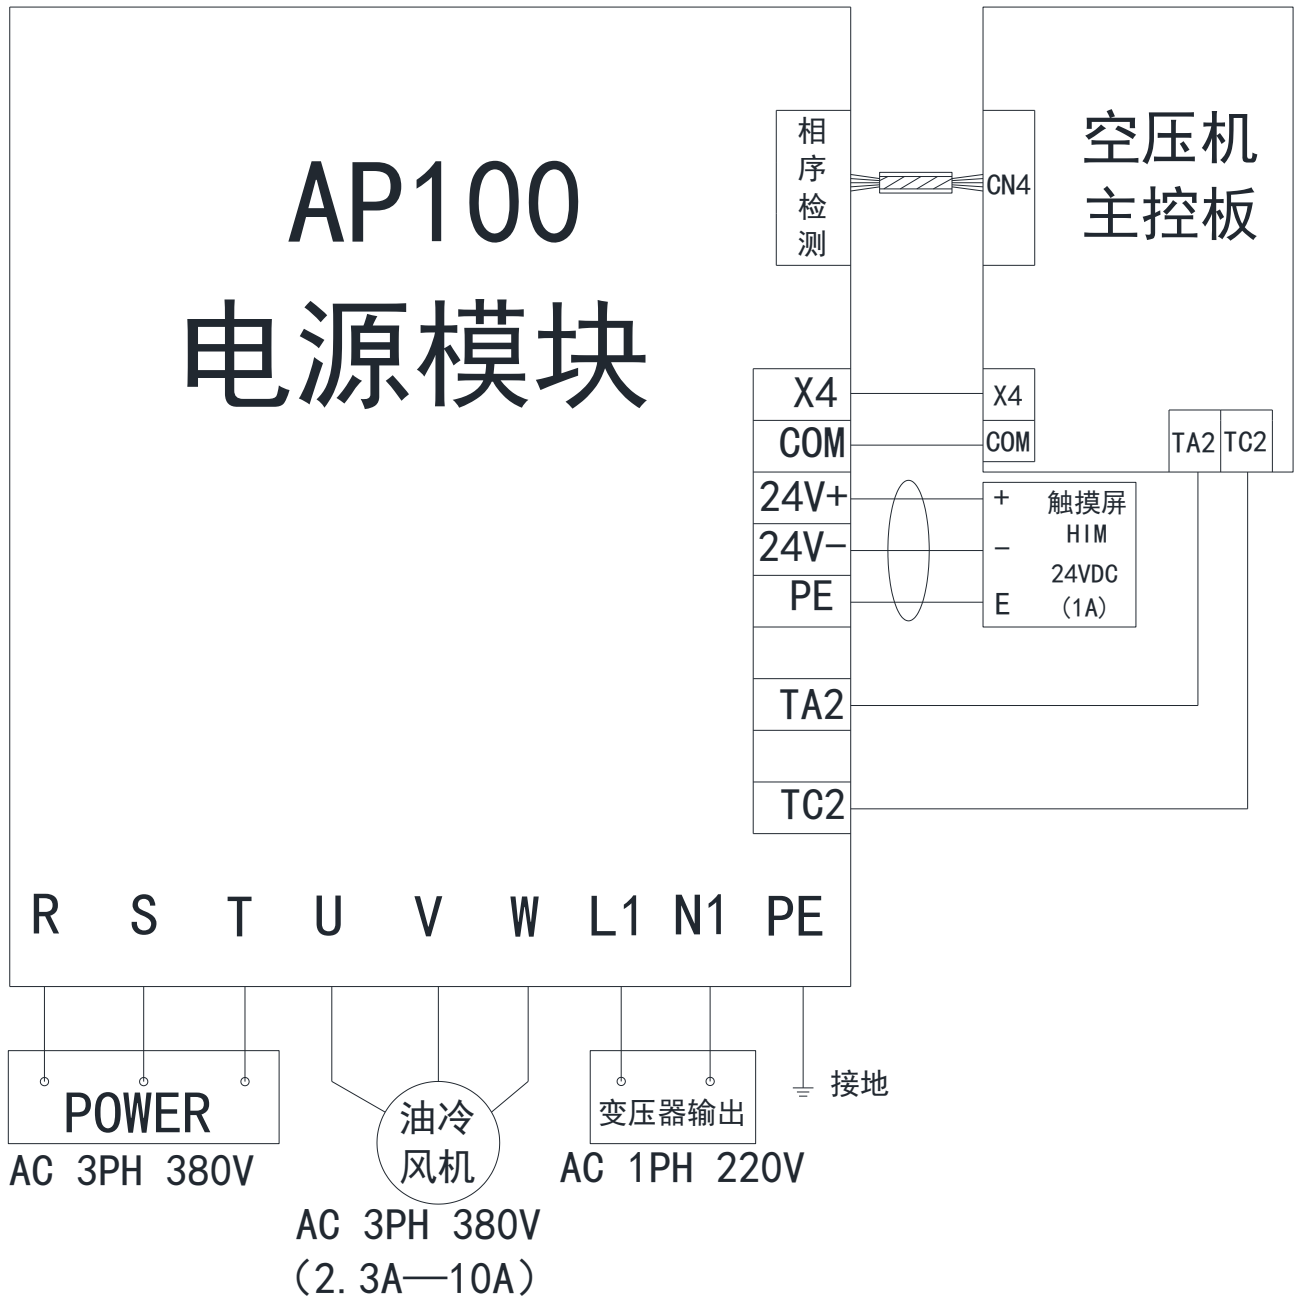 AP100
电源模块
相
序
检
测
CN4
空压机
主控板
X4
COM
24V+
24V-
PE
TA2
TC2
X4
COM
TA2
TC2
+
-
E
触摸屏
HIM
24VDC
(1A)
R S T U V W L1 N1 PE
POWER
AC 3PH 380V
油冷
风机
AC 3PH 380V
(2.3A—10A)
变压器输出
AC 1PH 220V
接地